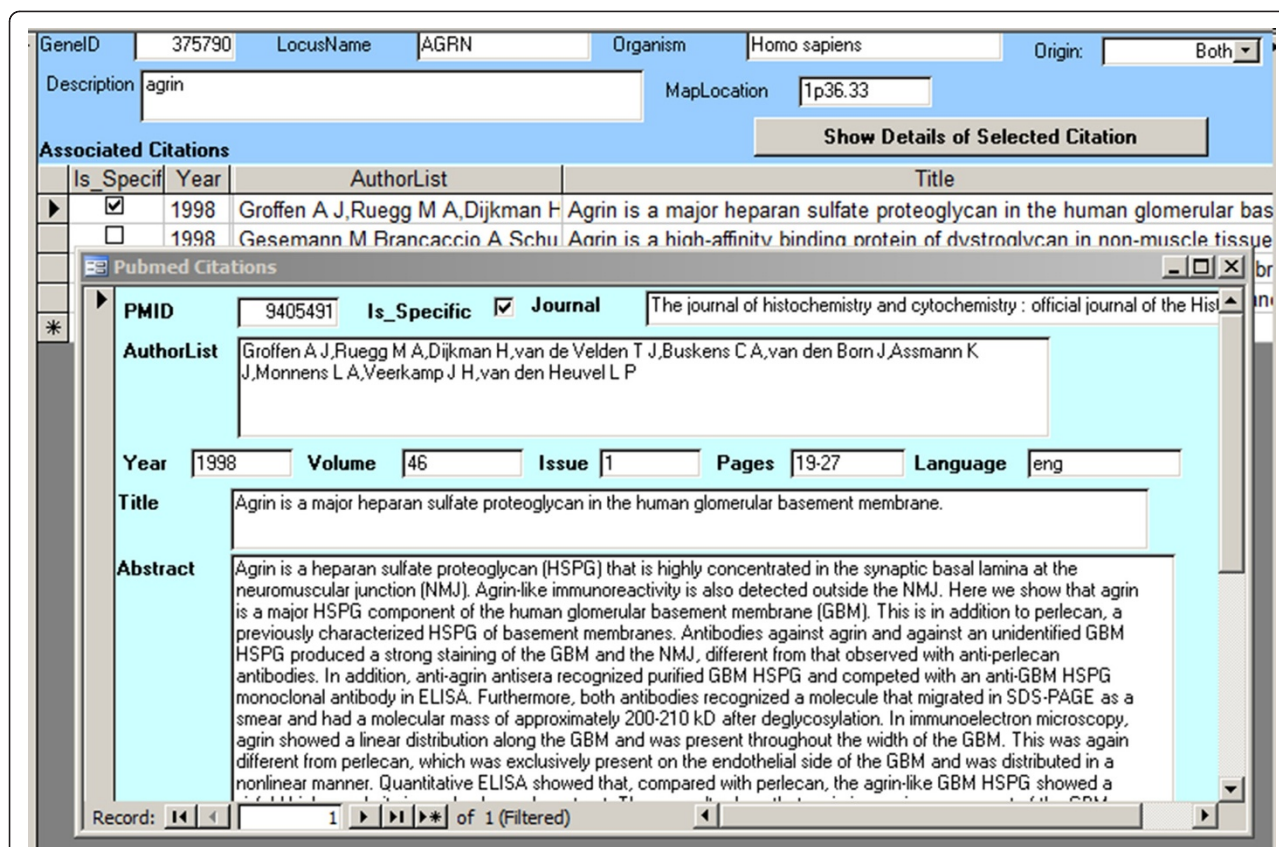 GeneID 375790 LocusName AGRN Organism Homo sapiens Origin: Both
Description agrin MapLocation 1p36.33
Show Details of Selected Citation
Associated Citations
Is_Specif Year AuthorList Title
1998 Groffen A J,Ruegg M A,Dijkman H Agrin is a major heparan sulfate proteoglycan in the human glomerular bas
1998 Gesemann M,Brancaccio A,Schu Agrin is a high-affinity binding protein of dystroglycan in non-muscle tissue
Pubmed Citations
PMID 9405491 Is_Specific Journal The journal of histochemistry and cytochemistry : official journal of the Hist
AuthorList Groffen A J,Ruegg M A,Dijkman H,van de Velden T J,Buskens C A,van den Born J,Assmann K
J,Monnens L A,Veerkamp J H,van den Heuvel L P
Year 1998 Volume 46 Issue 1 Pages 19-27 Language eng
Title Agrin is a major heparan sulfate proteoglycan in the human glomerular basement membrane.
Abstract Agrin is a heparan sulfate proteoglycan (HSPG) that is highly concentrated in the synaptic basal lamina at the
neuromuscular junction (NMJ). Agrin-like immunoreactivity is also detected outside the NMJ. Here we show that agrin
is a major HSPG component of the human glomerular basement membrane (GBM). This is in addition to perlecan, a
previously characterized HSPG of basement membranes. Antibodies against agrin and against an unidentified GBM
HSPG produced a strong staining of the GBM and the NMJ, different from that observed with anti-perlecan
antibodies. In addition, anti-agrin antisera recognized purified GBM HSPG and competed with an anti-GBM HSPG
monoclonal antibody in ELISA. Furthermore, both antibodies recognized a molecule that migrated in SDS-PAGE as a
smear and had a molecular mass of approximately 200-210 kD after deglycosylation. In immunoelectron microscopy,
agrin showed a linear distribution along the GBM and was present throughout the width of the GBM. This was again
different from perlecan, which was exclusively present on the endothelial side of the GBM and was distributed in a
nonlinear manner. Quantitative ELISA showed that, compared with perlecan, the agrin-like GBM HSPG showed a
Record: 1 of 1 (Filtered)